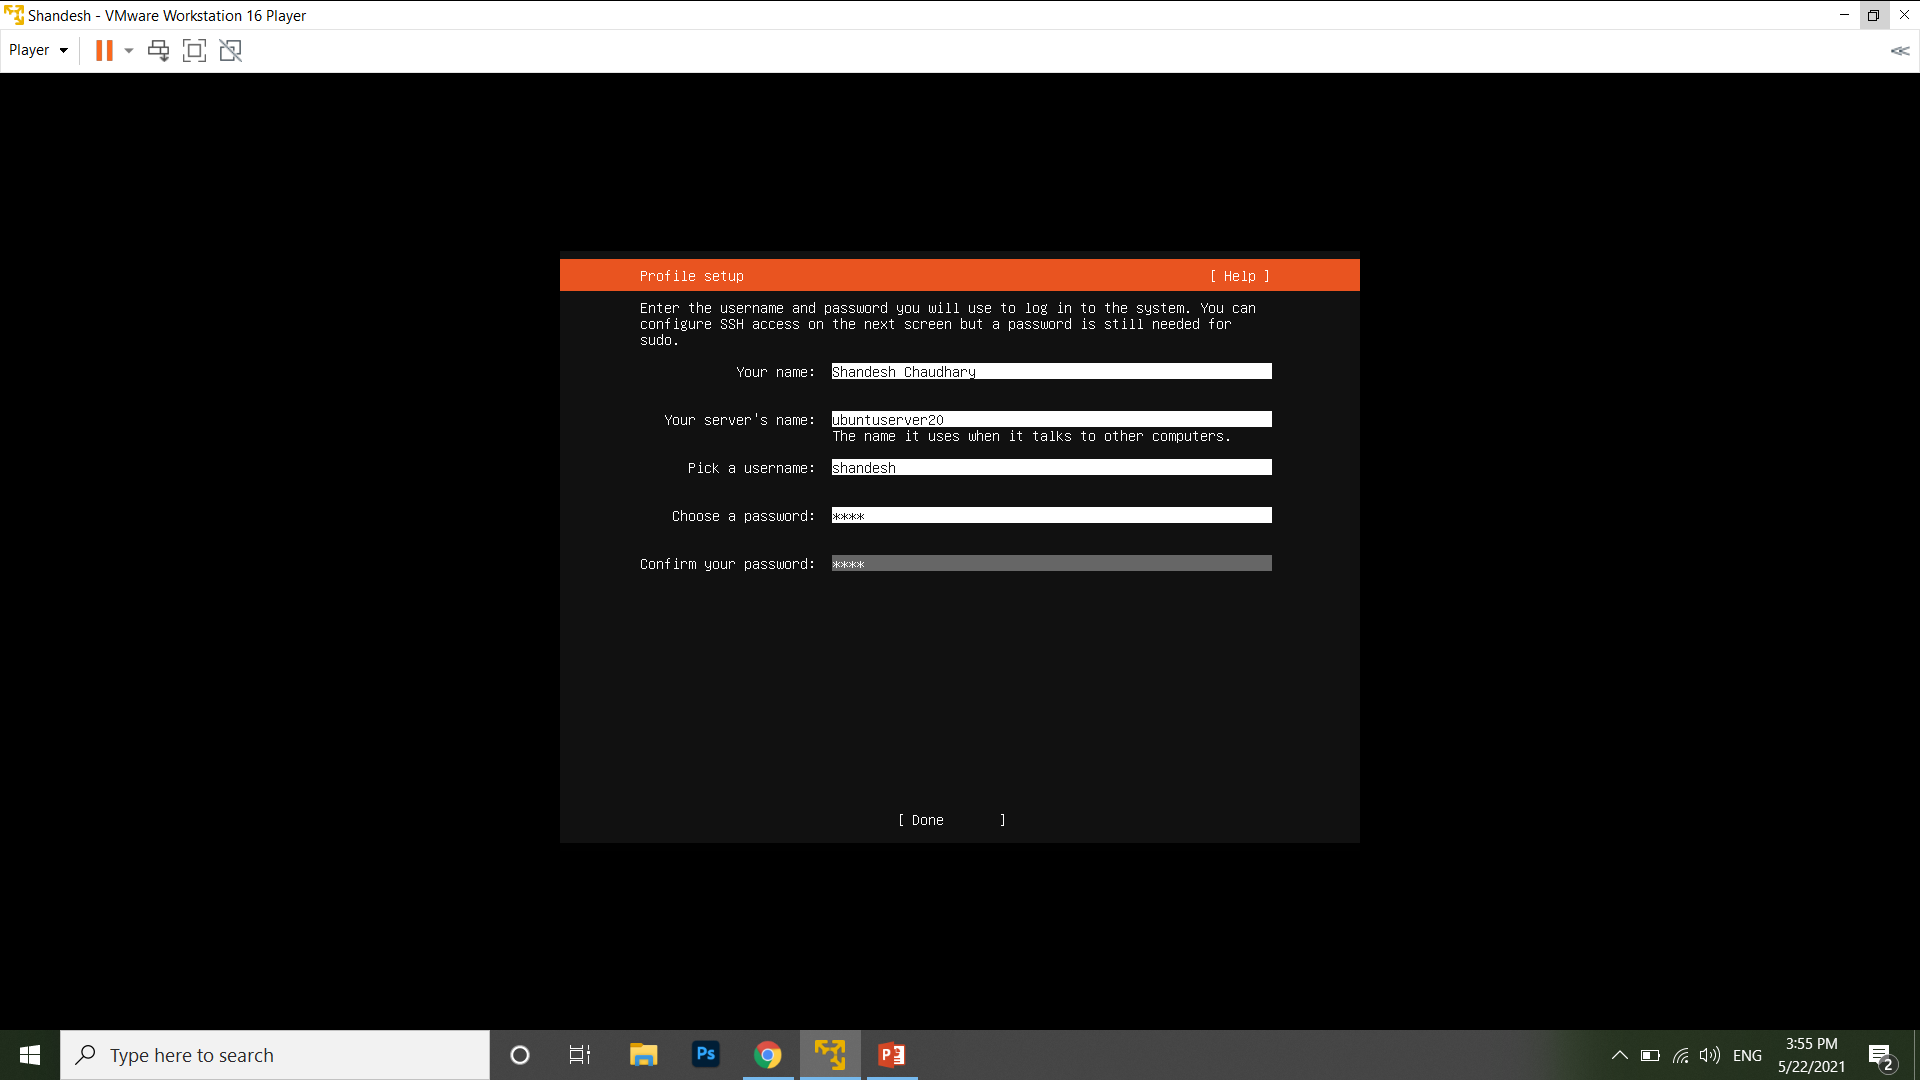 Shandesh - VMware Workstation 16 Player
Player
Profile setup [ Help ]
Enter the username and password you will use to log in to the system. You can
configure SSH access on the next screen but a password is still needed for
sudo.
Your name: Shandesh Chaudhary
Your server's name: ubuntuserver20
The name it uses when it talks to other computers.
Pick a username: shandesh
Choose a password: ****
Confirm your password: ****
[ Done ]
Type here to search
Ps
P
ENG
3:55 PM
5/22/2021
2